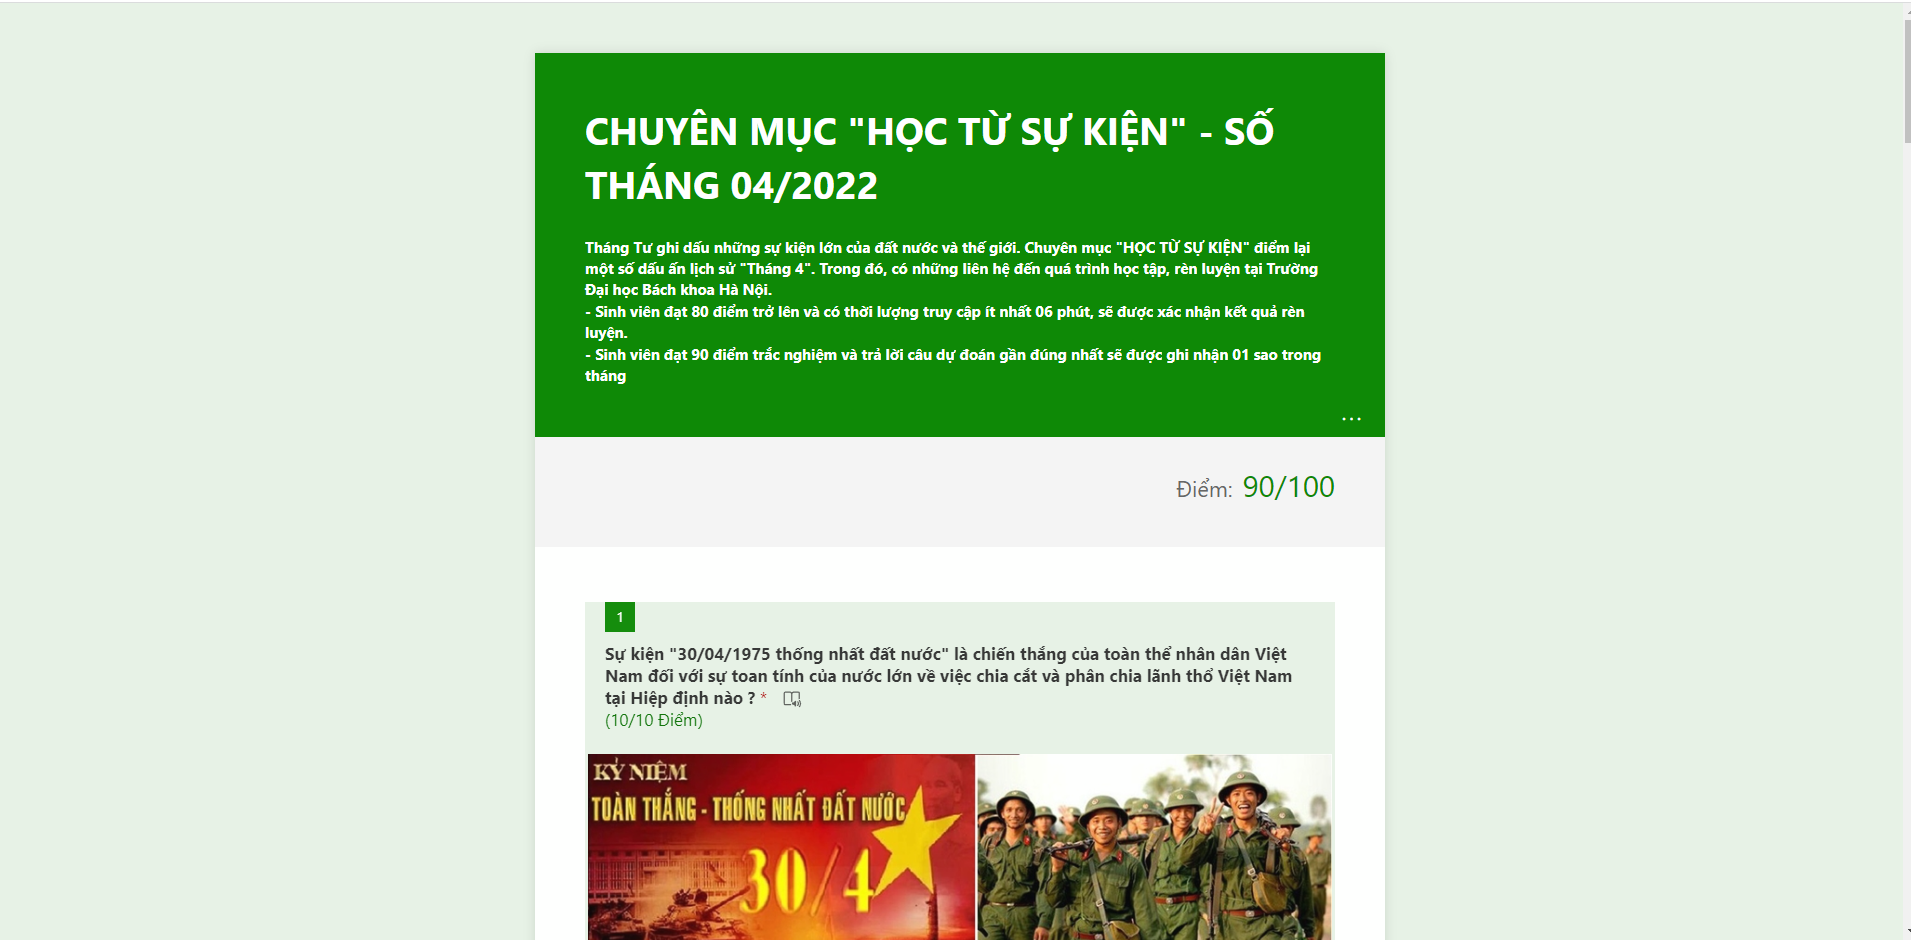 CHUYÊN MỤC "HỌC TỪ SỰ KIỆN" - SỐ
THÁNG 04/2022
Tháng Tư ghi dấu những sự kiện lớn của đất nước và thế giới. Chuyên mục "HỌC TỪ SỰ KIỆN" điểm lại
một số dấu ấn lịch sử "Tháng 4". Trong đó, có những liên hệ đến quá trình học tập, rèn luyện tại Trường
Đại học Bách khoa Hà Nội.
- Sinh viên đạt 80 điểm trở lên và có thời lượng truy cập ít nhất 06 phút, sẽ được xác nhận kết quả rèn
luyện.
- Sinh viên đạt 90 điểm trắc nghiệm và trả lời câu dự đoán gần đúng nhất sẽ được ghi nhận 01 sao trong
tháng
...
Điểm: 90/100
1
Sự kiện "30/04/1975 thống nhất đất nước" là chiến thắng của toàn thể nhân dân Việt
Nam đối với sự toan tính của nước lớn về việc chia cắt và phân chia lãnh thổ Việt Nam
tại Hiệp định nào ? *
(10/10 Điểm)
KỶ NIỆM
TOÀN THẮNG - THỐNG NHẤT ĐẤT NƯỚC
30/4